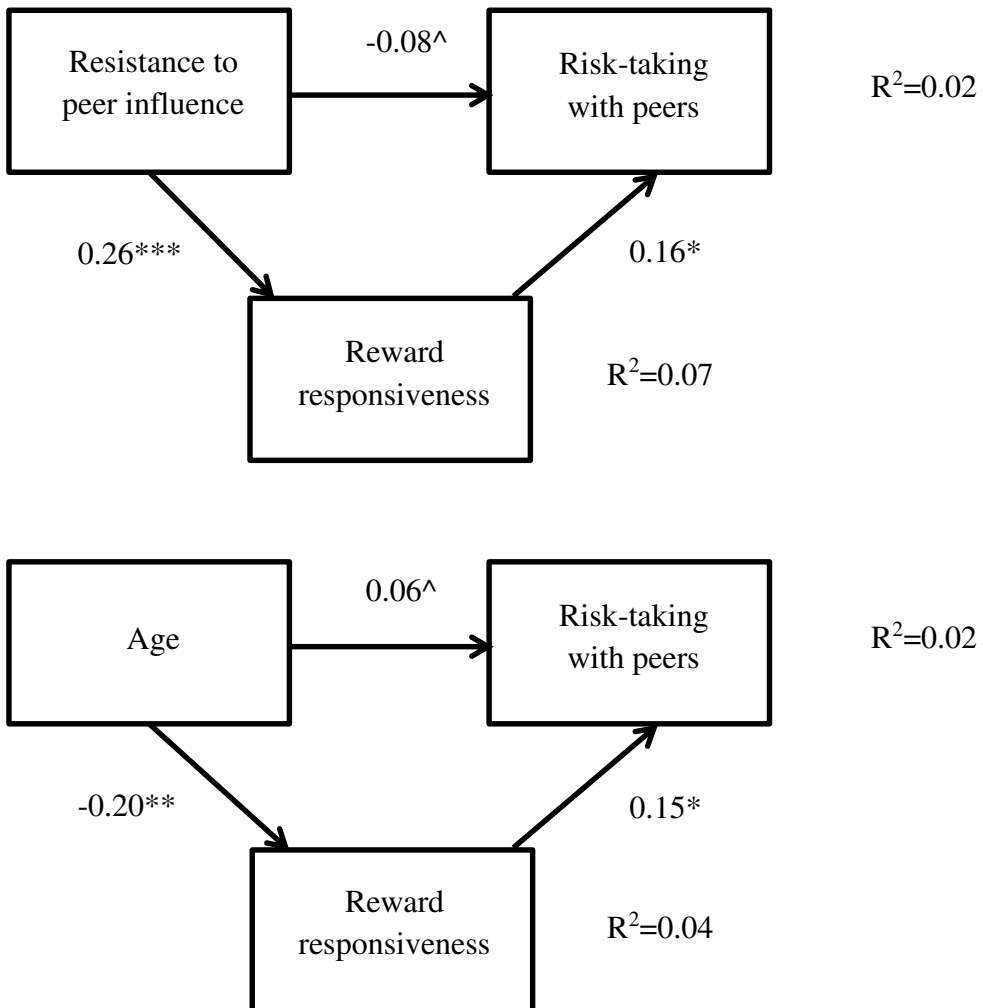 Resistance to
peer influence
-0.08^
Risk-taking
with peers
R²=0.02
0.26***
0.16*
Reward
responsiveness
R²=0.07
Age
0.06^
Risk-taking
with peers
R²=0.02
-0.20**
0.15*
Reward
responsiveness
R²=0.04